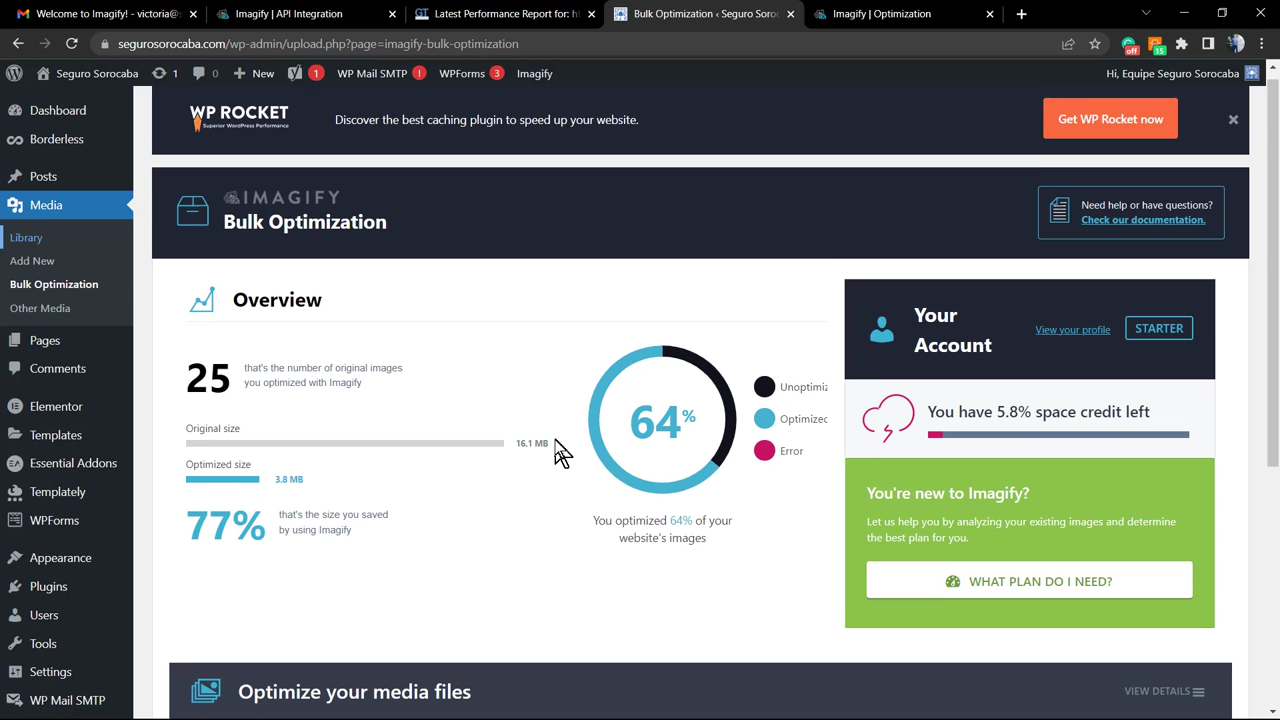 Welcome to Imagify! - victoria@s
Imagify | API Integration
Latest Performance Report for: ht
Bulk Optimization ‹ Seguro Soroc
Imagify | Optimization
segurosorocaba.com/wp-admin/upload.php?page=imagify-bulk-optimization
off
15
Seguro Sorocaba
1
0
New
1
WP Mail SMTP
!
WPForms
3
Imagify
Hi, Equipe Seguro Sorocaba
Dashboard
Borderless
Posts
Media
Library
Add New
Bulk Optimization
Other Media
Pages
Comments
Elementor
Templates
Essential Addons
Templately
WPForms
Appearance
Plugins
Users
Tools
Settings
WP Mail SMTP
WP ROCKET
Superior WordPress Performance
Discover the best caching plugin to speed up your website.
Get WP Rocket now
IMAGIFY
Bulk Optimization
Need help or have questions?
Check our documentation.
Overview
25
that's the number of original images
you optimized with Imagify
Original size
16.1 MB
Optimized size
3.8 MB
77%
that's the size you saved
by using Imagify
64%
You optimized 64% of your
website's images
Unoptimiz
Optimized
Error
Your
Account
View your profile
STARTER
You have 5.8% space credit left
You're new to Imagify?
Let us help you by analyzing your existing images and determine
the best plan for you.
WHAT PLAN DO I NEED?
Optimize your media files
VIEW DETAILS